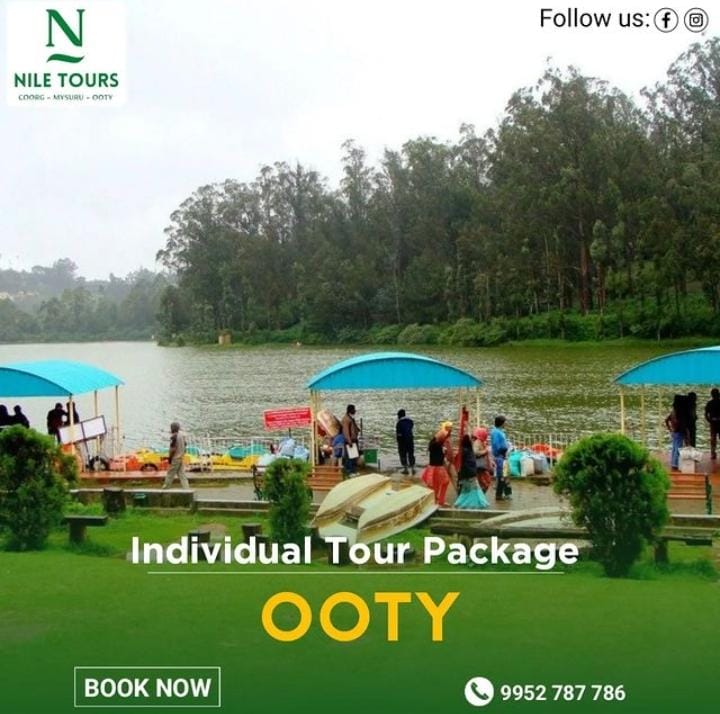 N
NILE TOURS
COORG - MYSURU - OOTY
Follow us:
Individual Tour Package
OOTY
BOOK NOW
9952 787 786